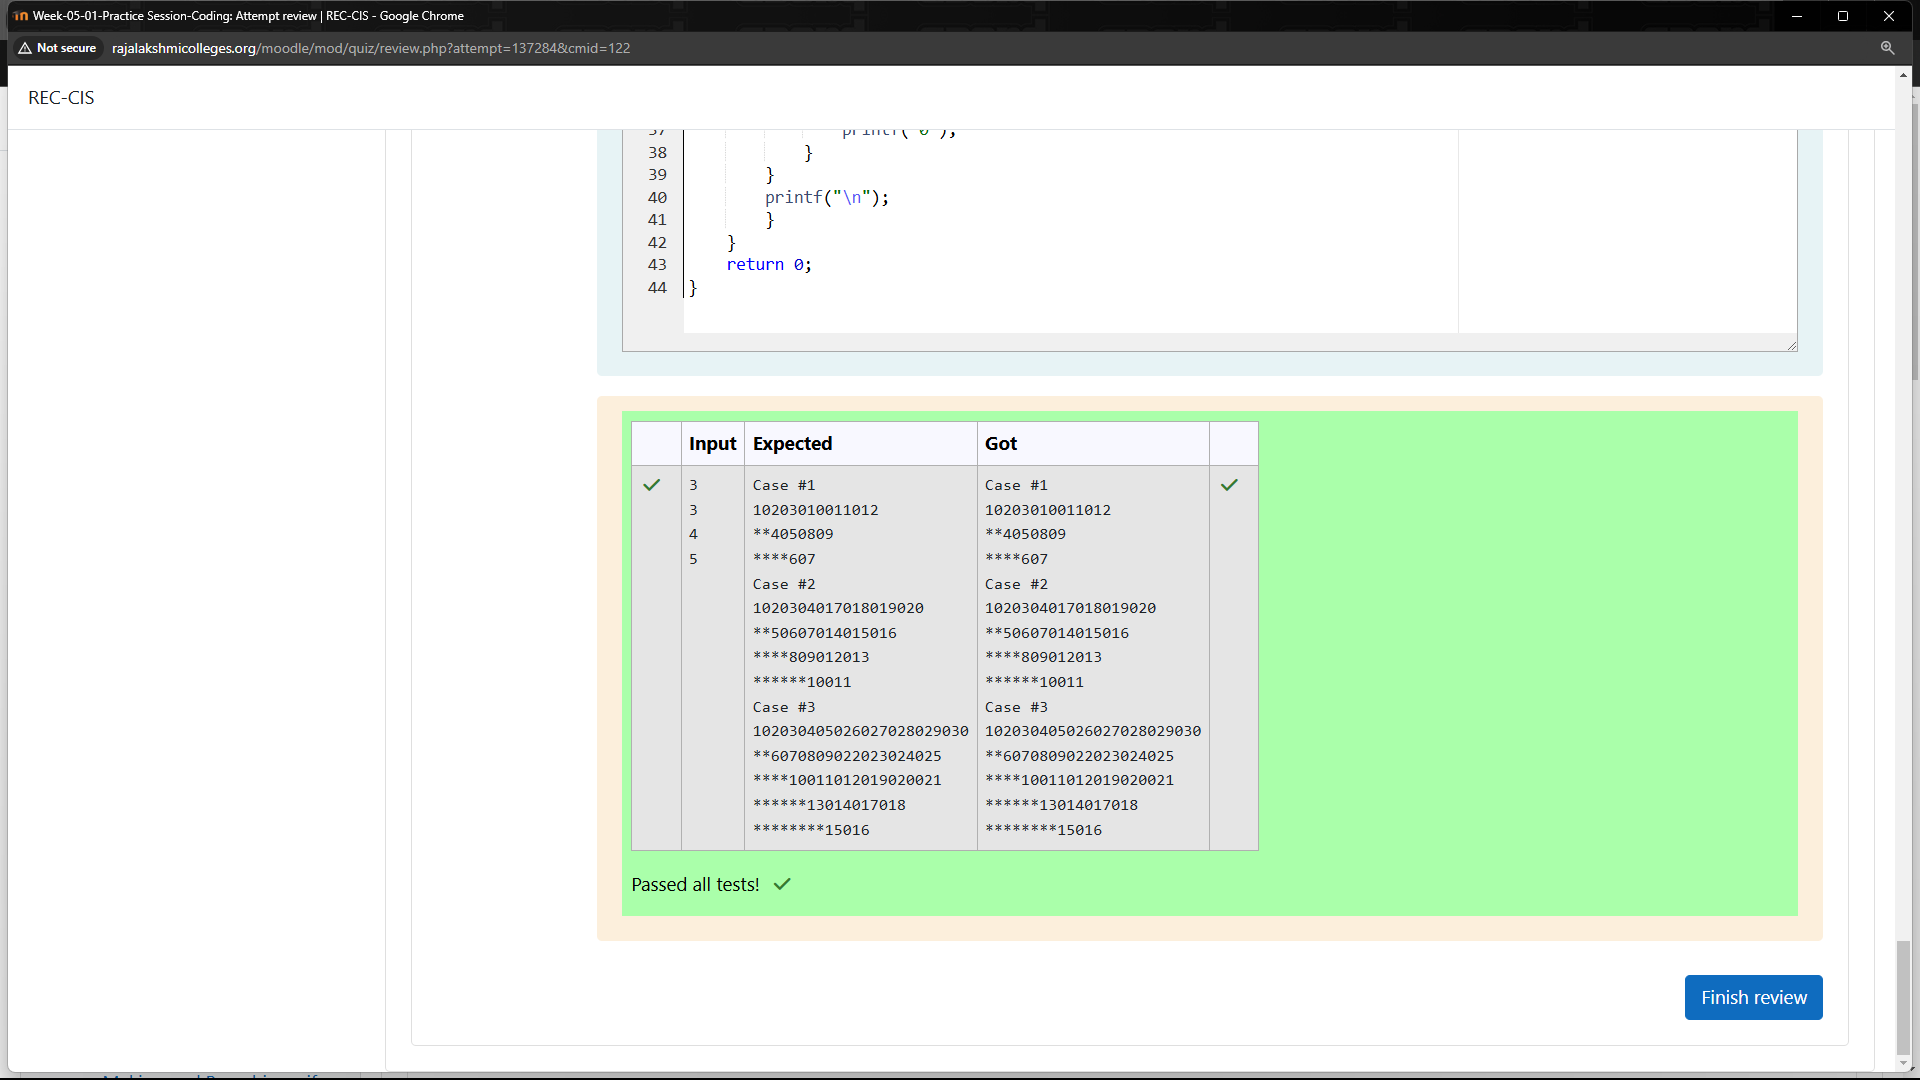 Week-05-01-Practice Session-Coding: Attempt review | REC-CIS - Google Chrome
Not secure rajalakshmicolleges.org/moodle/mod/quiz/review.php?attempt=137284&cmid=122
REC-CIS
37 printf("0");
38 }
39 }
40 printf("\n");
41 }
42 }
43 return 0;
44 }
Input Expected Got
3 Case #1 Case #1
3 10203010011012 10203010011012
4 **4050809 **4050809
5 ****607 ****607
Case #2 Case #2
1020304017018019020 1020304017018019020
**50607014015016 **50607014015016
****809012013 ****809012013
******10011 ******10011
Case #3 Case #3
102030405026027028029030 102030405026027028029030
**6070809022023024025 **6070809022023024025
****10011012019020021 ****10011012019020021
******13014017018 ******13014017018
********15016 ********15016
Passed all tests!
Finish review